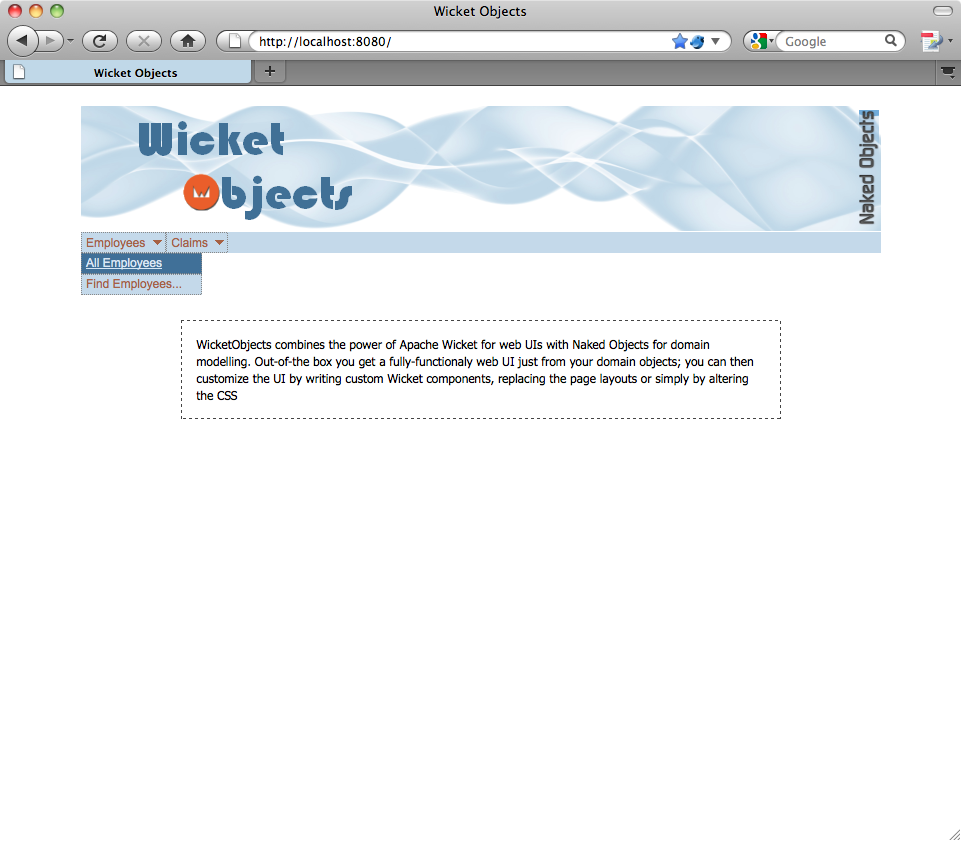 Wicket Objects
http://localhost:8080/
Google
Wicket Objects
Wicket
Objects
Naked Objects
Employees
Claims
All Employees
Find Employees...
WicketObjects combines the power of Apache Wicket for web UIs with Naked Objects for domain
modelling. Out-of-the box you get a fully-functionaly web UI just from your domain objects; you can then
customize the UI by writing custom Wicket components, replacing the page layouts or simply by altering
the CSS